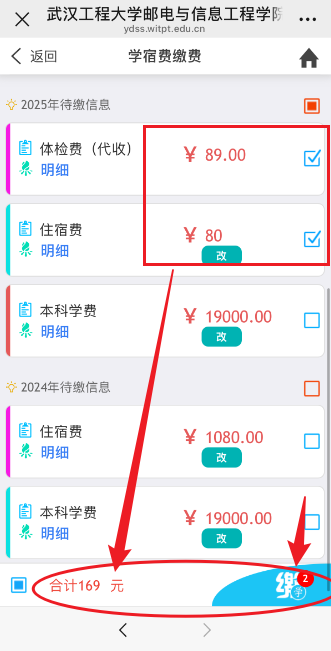 武汉工程大学邮电与信息工程学院
ydss.witpt.edu.cn
返回 学宿费缴费
2025年待缴信息
体检费（代收） ¥ 89.00
明细
住宿费 ¥ 80
明细 改
本科学费 ¥ 19000.00
明细 改
2024年待缴信息
住宿费 ¥ 1080.00
明细 改
本科学费 ¥ 19000.00
明细 改
合计169 元 缴 2
学